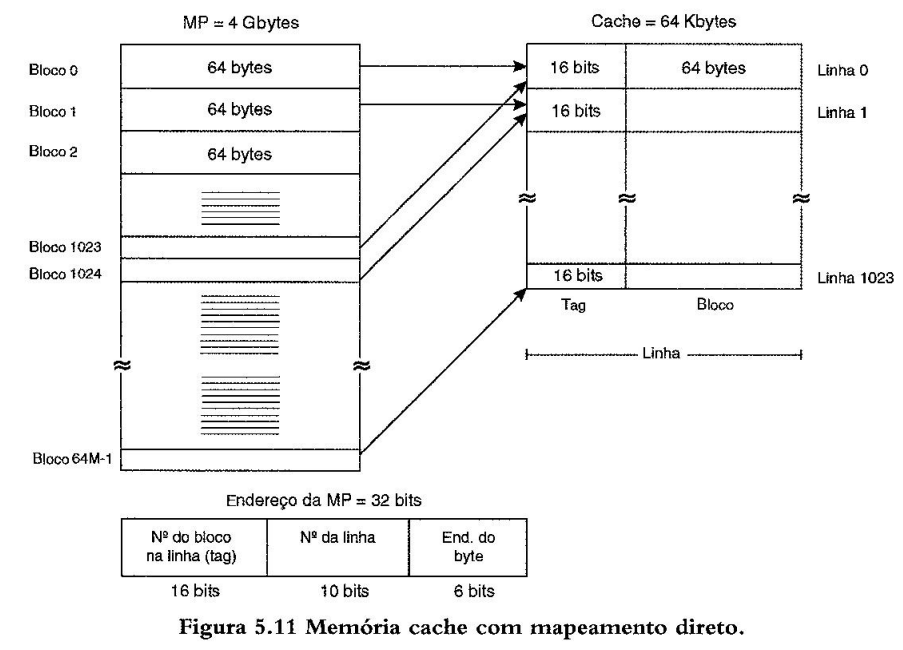 MP = 4 Gbytes
Cache = 64 Kbytes
Bloco 0
64 bytes
16 bits
64 bytes
Linha 0
Bloco 1
64 bytes
16 bits
Linha 1
Bloco 2
64 bytes
Bloco 1023
Bloco 1024
16 bits
Linha 1023
Tag
Bloco
Linha
Bloco 64M-1
Endereço da MP = 32 bits
Nº do bloco
na linha (tag)
Nº da linha
End. do
byte
16 bits
10 bits
6 bits
Figura 5.11 Memória cache com mapeamento direto.